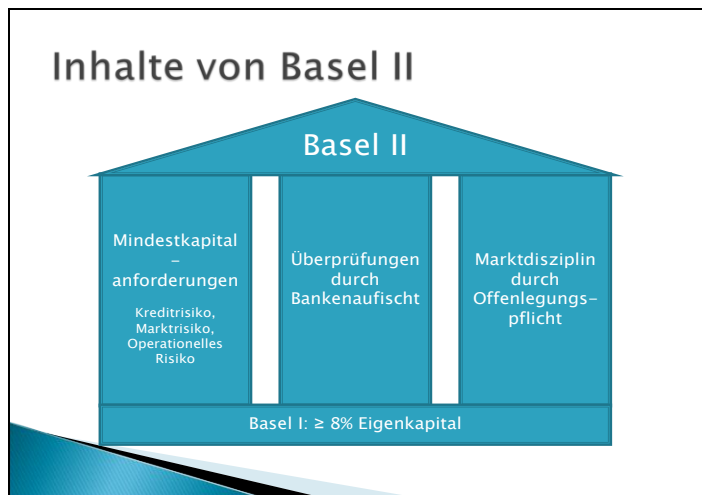 Inhalte von Basel II
Basel II
Mindestkapital
–
anforderungen
Kreditrisiko,
Marktrisiko,
Operationelles
Risiko
Überprüfungen
durch
Bankenaufischt
Marktdisziplin
durch
Offenlegungs-
pflicht
Basel I: ≥ 8% Eigenkapital